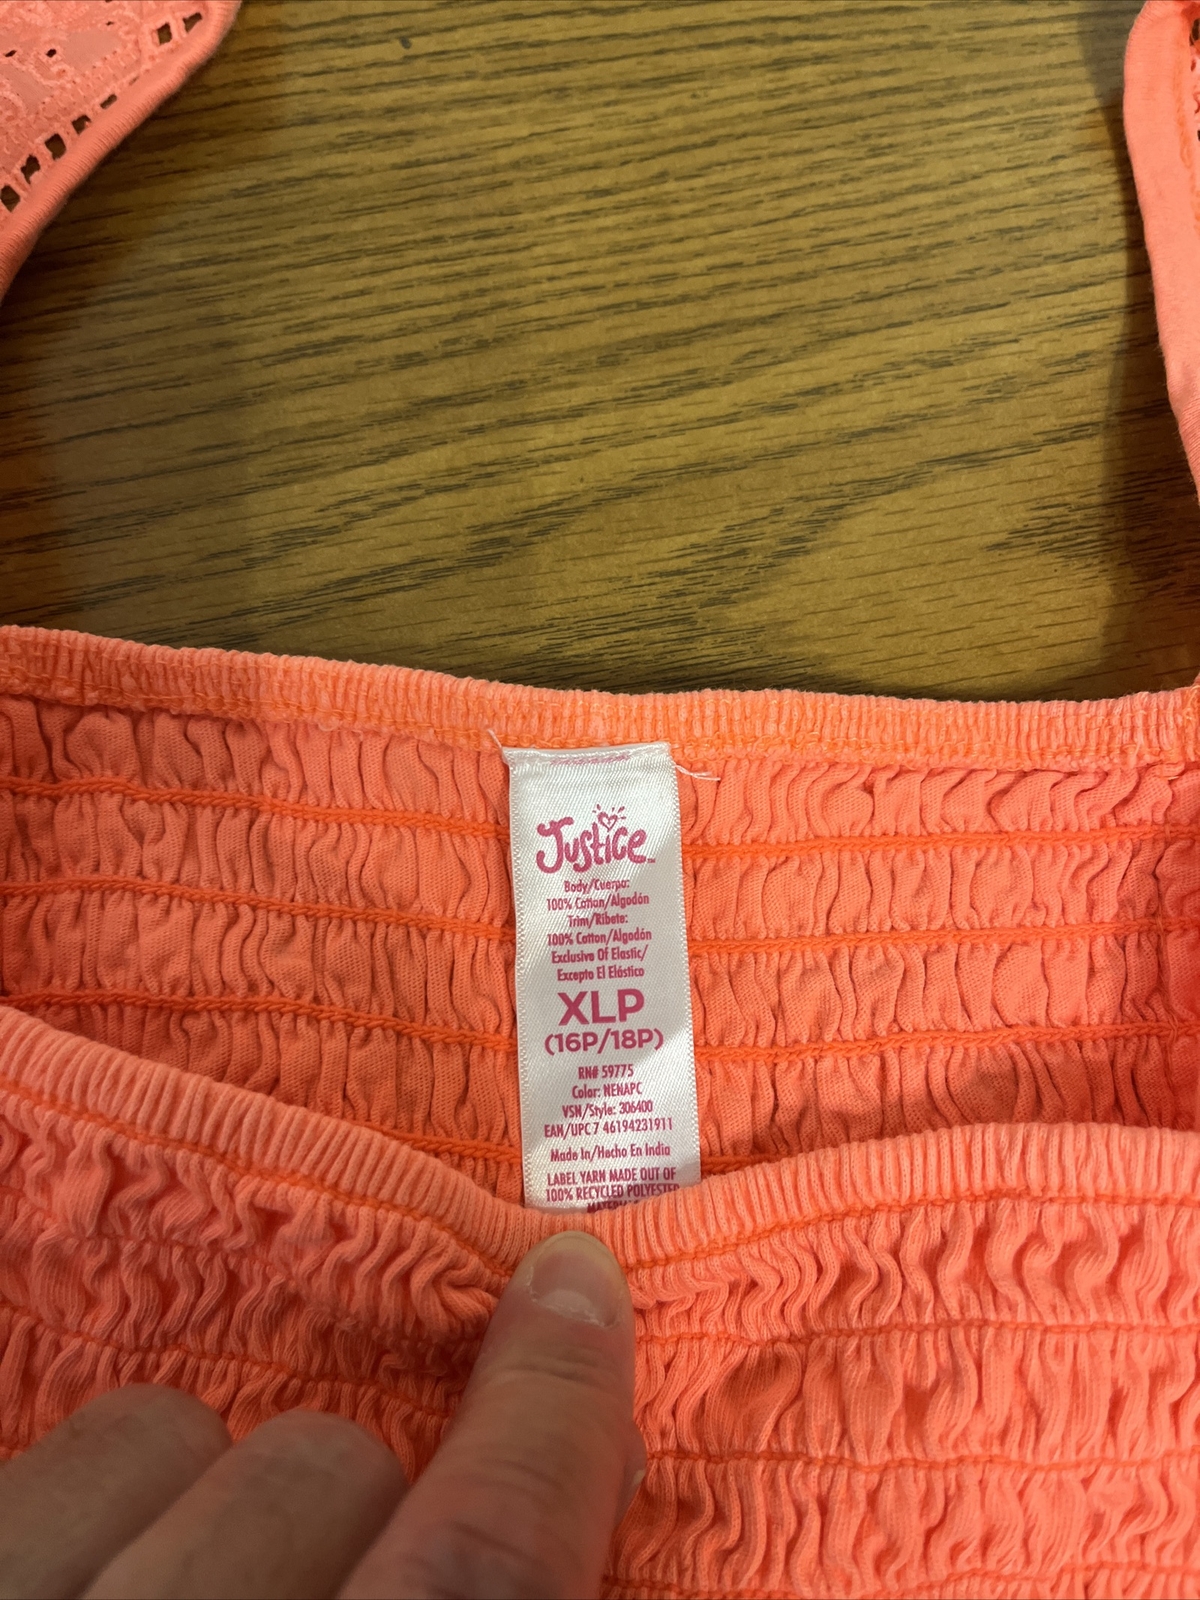 Justice™
Body/Cuerpo:
100% Cotton/Algodón
Trim/Ribete:
100% Cotton/Algodón
Exclusive Of Elastic/
Excepto El Elástico
XLP
(16P/18P)
RN# 59775
Color: NENAPC
VSN/Style: 306400
EAN/UPC 7 46194231911
Made In/Hecho En India
LABEL YARN MADE OUT OF
100% RECYCLED POLYESTER